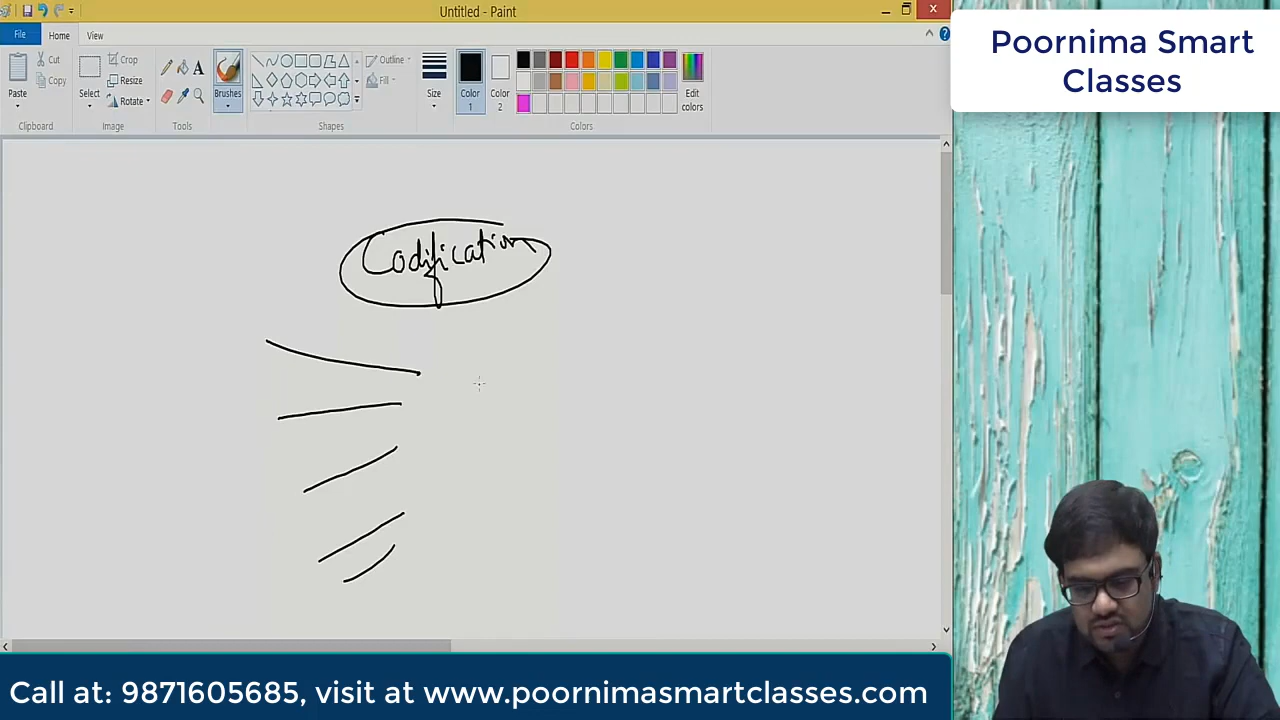 Untitled - Paint
File
Home
View
Paste
Cut
Copy
Clipboard
Select
Crop
Resize
Rotate
Image
Tools
Brushes
Shapes
Outline
Fill
Size
Color
1
Color
2
Edit
colors
Colors
Codification
Poornima Smart
Classes
Call at: 9871605685, visit at www.poornimasmartclasses.com